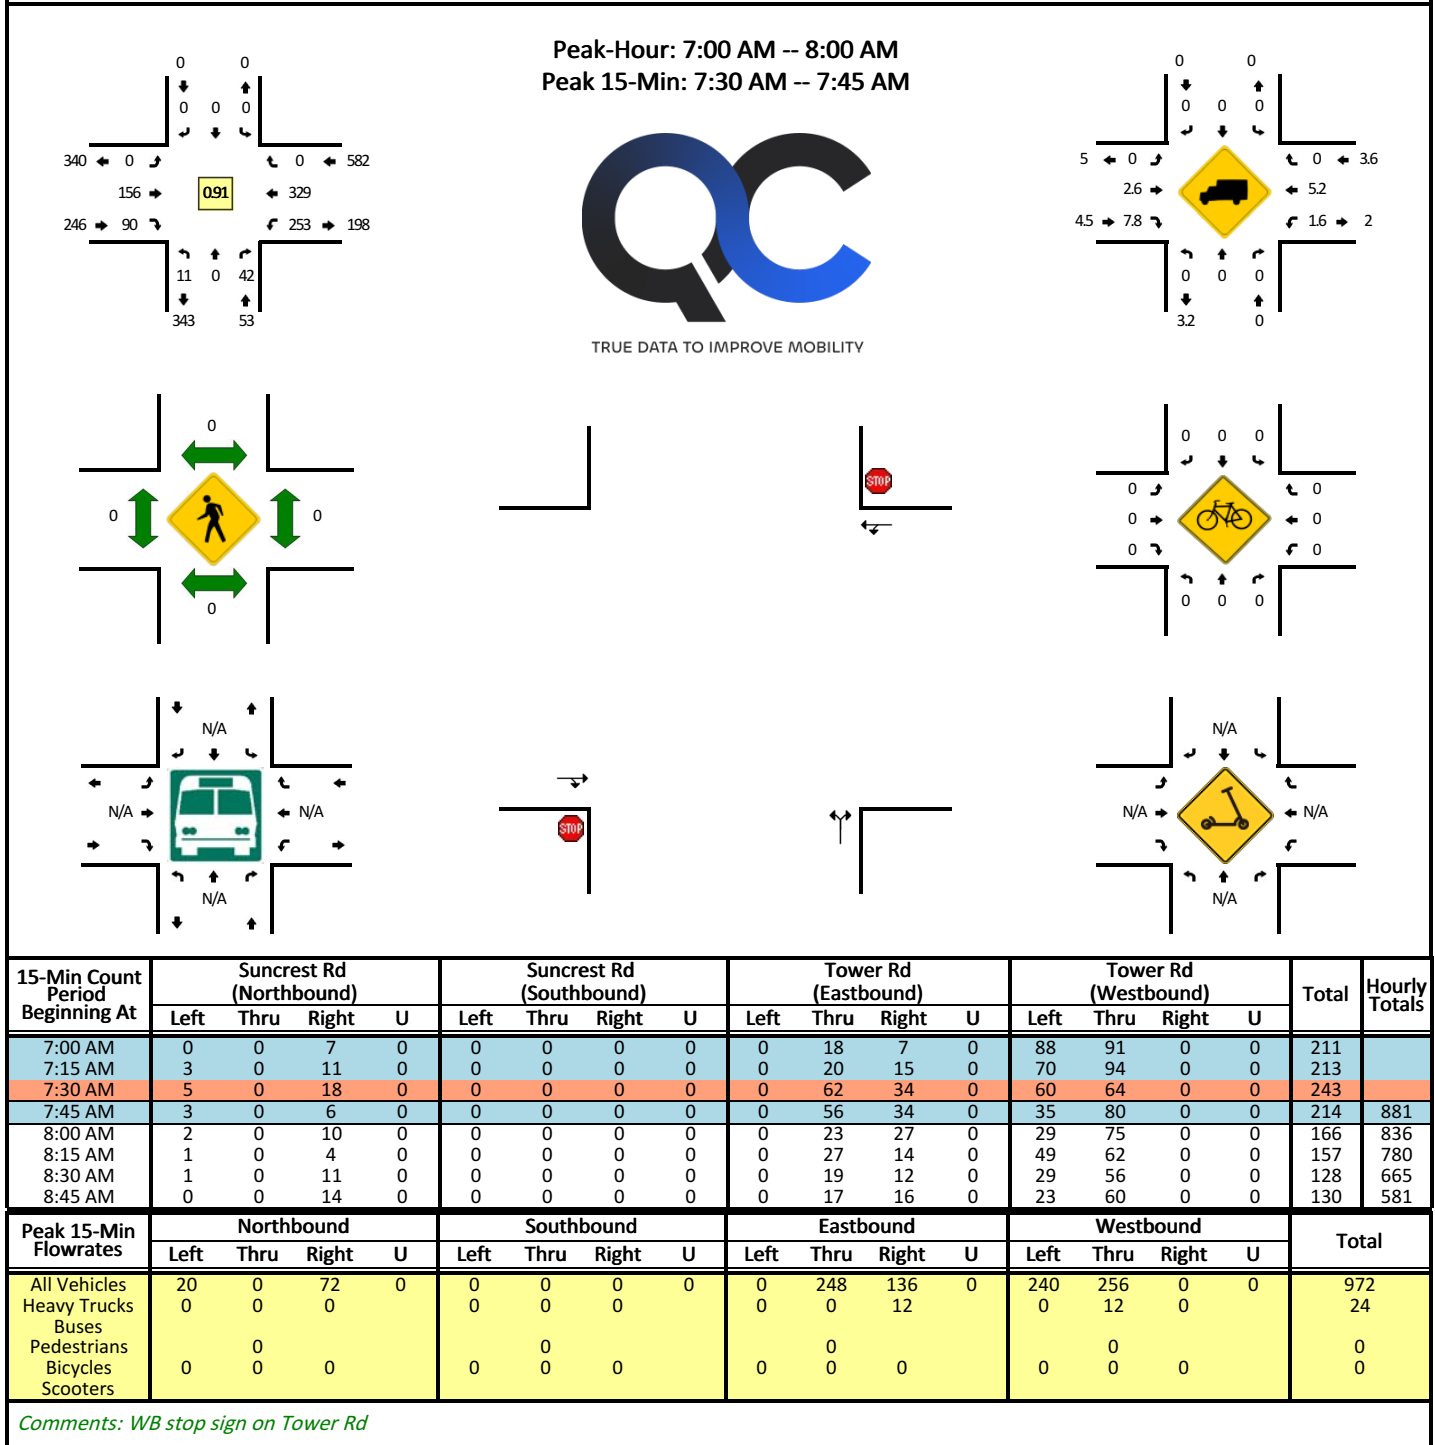 Peak-Hour: 7:00 AM -- 8:00 AM
Peak 15-Min: 7:30 AM -- 7:45 AM
0 0
0 0 0
340 0 0 582
156 0.91 329
246 90 253 198
11 0 42
343 53
QC
TRUE DATA TO IMPROVE MOBILITY
0 0
0 0 0
5 0 0 3.6
2.6 5.2
4.5 7.8 1.6 2
0 0 0
3.2 0
0
0 0
0
STOP
STOP
0 0 0
0 0
0 0
0 0
0 0 0
N/A
N/A N/A
N/A
N/A
N/A N/A
N/A
15-Min Count Period Beginning At Suncrest Rd (Northbound) Suncrest Rd (Southbound) Tower Rd (Eastbound) Tower Rd (Westbound) Total Hourly Totals
Left Thru Right U Left Thru Right U Left Thru Right U Left Thru Right U
7:00 AM 0 0 7 0 0 0 0 0 0 18 7 0 88 91 0 0 211
7:15 AM 3 0 11 0 0 0 0 0 0 20 15 0 70 94 0 0 213
7:30 AM 5 0 18 0 0 0 0 0 0 62 34 0 60 64 0 0 243
7:45 AM 3 0 6 0 0 0 0 0 0 56 34 0 35 80 0 0 214 881
8:00 AM 2 0 10 0 0 0 0 0 0 23 27 0 29 75 0 0 166 836
8:15 AM 1 0 4 0 0 0 0 0 0 27 14 0 49 62 0 0 157 780
8:30 AM 1 0 11 0 0 0 0 0 0 19 12 0 29 56 0 0 128 665
8:45 AM 0 0 14 0 0 0 0 0 0 17 16 0 23 60 0 0 130 581
Peak 15-Min Flowrates Northbound Southbound Eastbound Westbound Total
Left Thru Right U Left Thru Right U Left Thru Right U Left Thru Right U
All Vehicles 20 0 72 0 0 0 0 0 0 248 136 0 240 256 0 0 972
Heavy Trucks 0 0 0 0 0 0 0 0 12 0 12 0 24
Buses
Pedestrians 0 0 0 0 0
Bicycles 0 0 0 0 0 0 0 0 0 0 0 0 0
Scooters
Comments: WB stop sign on Tower Rd